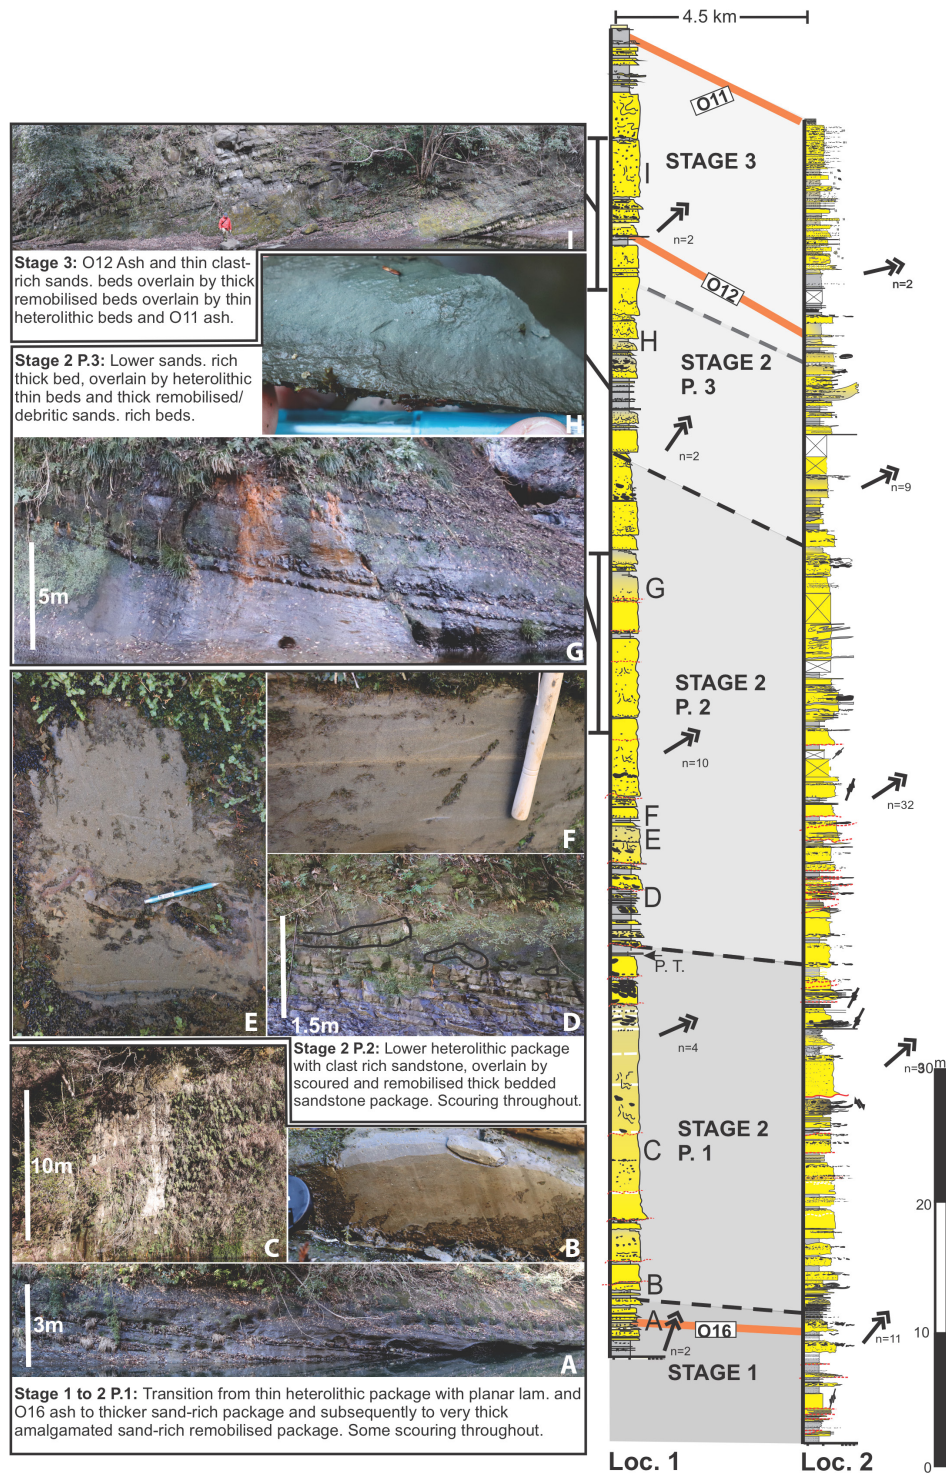 4.5 km
O11
STAGE 3
I
n=2
n=2
O12
I
Stage 3: O12 Ash and thin clast-
rich sands. beds overlain by thick
remobilised beds overlain by thin
heterolithic beds and O11 ash.
H
STAGE 2
P. 3
Stage 2 P.3: Lower sands. rich
thick bed, overlain by heterolithic
thin beds and thick remobilised/
debritic sands. rich beds.
H
n=2
n=9
5m
G
G
STAGE 2
P. 2
n=10
n=32
F
E
D
F
E
1.5m
D
P. T.
n=4
Stage 2 P.2: Lower heterolithic package
with clast rich sandstone, overlain by
scoured and remobilised thick bedded
sandstone package. Scouring throughout.
30m
STAGE 2
P. 1
C
10m
C
B
20
B
A
O16
n=2
n=11
10
3m
A
STAGE 1
Stage 1 to 2 P.1: Transition from thin heterolithic package with planar lam. and
O16 ash to thicker sand-rich package and subsequently to very thick
amalgamated sand-rich remobilised package. Some scouring throughout.
Loc. 1
Loc. 2
0